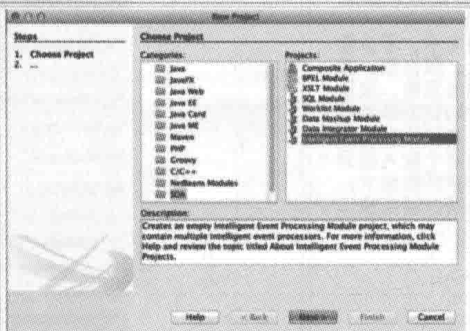 New Project
Steps
1. Choose Project
2. ...
Choose Project
Categories:
Java
JavaFX
Java Web
Java EE
Java Card
Java ME
Maven
PHP
Groovy
C/C++
NetBeans Modules
SOA
Projects:
Composite Application
BPEL Module
XSLT Module
SQL Module
Worklist Module
Data Mashup Module
Data Integrator Module
Intelligent Event Processing Module
Description:
Creates an empty Intelligent Event Processing Module project, which may
contain multiple intelligent event processors. For more information, click
Help and review the topic titled About Intelligent Event Processing Module
Projects.
Help
< Back
Next >
Finish
Cancel